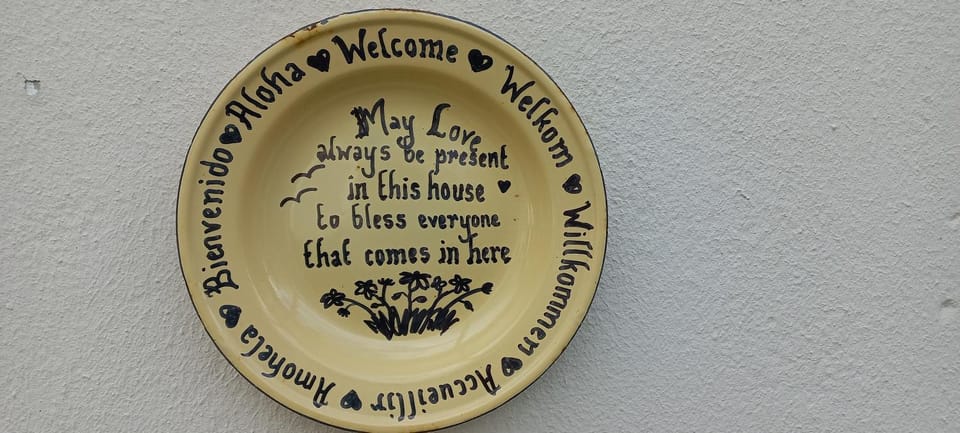 Welcome
Welkom
Willkommen
Accueillir
Amohela
Bienvenido
Aloha
May Love
always be present
in this house
to bless everyone
that comes in here